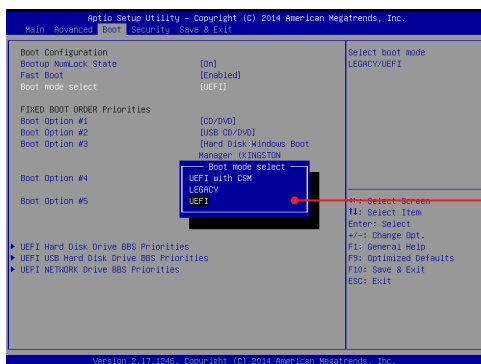 Aptio Setup Utility – Copyright (C) 2014 American Megatrends, Inc.
Main Advanced Boot Security Save & Exit
Boot Configuration
Bootup NumLock State [On]
Fast Boot [Enabled]
Boot mode select [UEFI]
FIXED BOOT ORDER Priorities
Boot Option #1 [CD/DVD]
Boot Option #2 [USB CD/DVD]
Boot Option #3 [Hard Disk:Windows Boot
Manager (KINGSTON
Boot Option #4
Boot Option #5
Boot mode select
UEFI with CSM
LEGACY
UEFI
UEFI Hard Disk Drive BBS Priorities
UEFI USB Hard Disk Drive BBS Priorities
UEFI NETWORK Drive BBS Priorities
Select boot mode
LEGACY/UEFI
↔: Select Screen
↑↓: Select Item
Enter: Select
+/-: Change Opt.
F1: General Help
F9: Optimized Defaults
F10: Save & Exit
ESC: Exit
Version 2.17.1246. Copyright (C) 2014 American Megatrends, Inc.